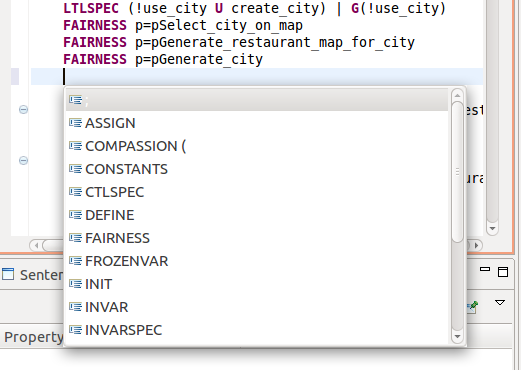 LTLSPEC (!use_city U create_city) | G(!use_city)
FAIRNESS p=pSelect_city_on_map
FAIRNESS p=pGenerate_restaurant_map_for_city
FAIRNESS p=pGenerate_city
;
ASSIGN
COMPASSION (
CONSTANTS
CTLSPEC
DEFINE
FAIRNESS
FROZENVAR
INIT
INVAR
INVARSPEC
Property